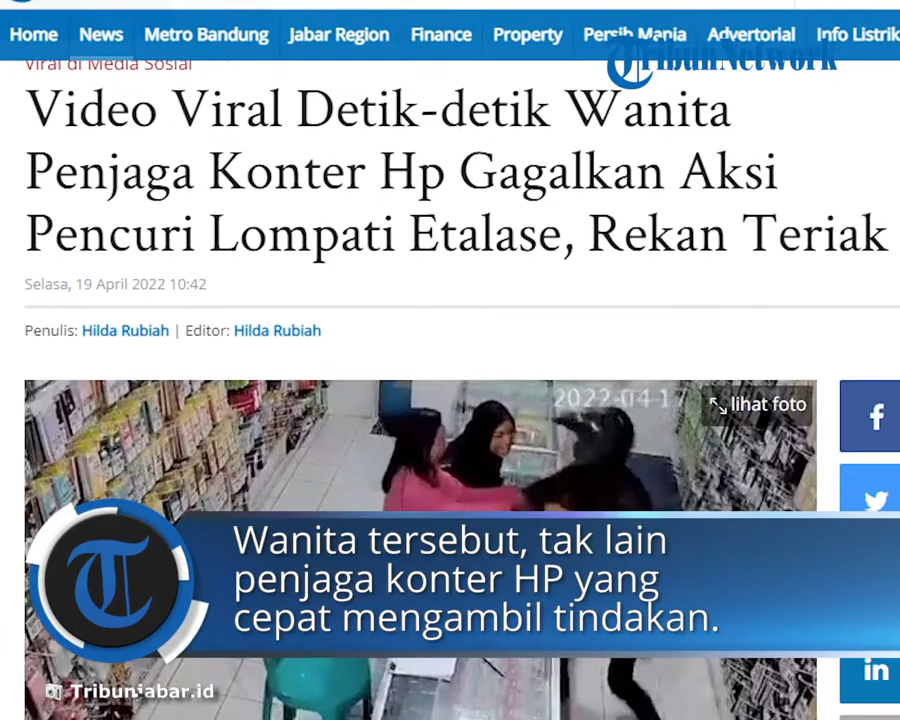 Home News Metro Bandung Jabar Region Finance Property Persib Mania Advertorial Info Listrik
TribunNetwork
Viral di Media Sosial
Video Viral Detik-detik Wanita
Penjaga Konter Hp Gagalkan Aksi
Pencuri Lompati Etalase, Rekan Teriak
Selasa, 19 April 2022 10:42
Penulis: Hilda Rubiah | Editor: Hilda Rubiah
2022-04-17
lihat foto
f
Wanita tersebut, tak lain
penjaga konter HP yang
cepat mengambil tindakan.
T
in
Tribunjabar.id